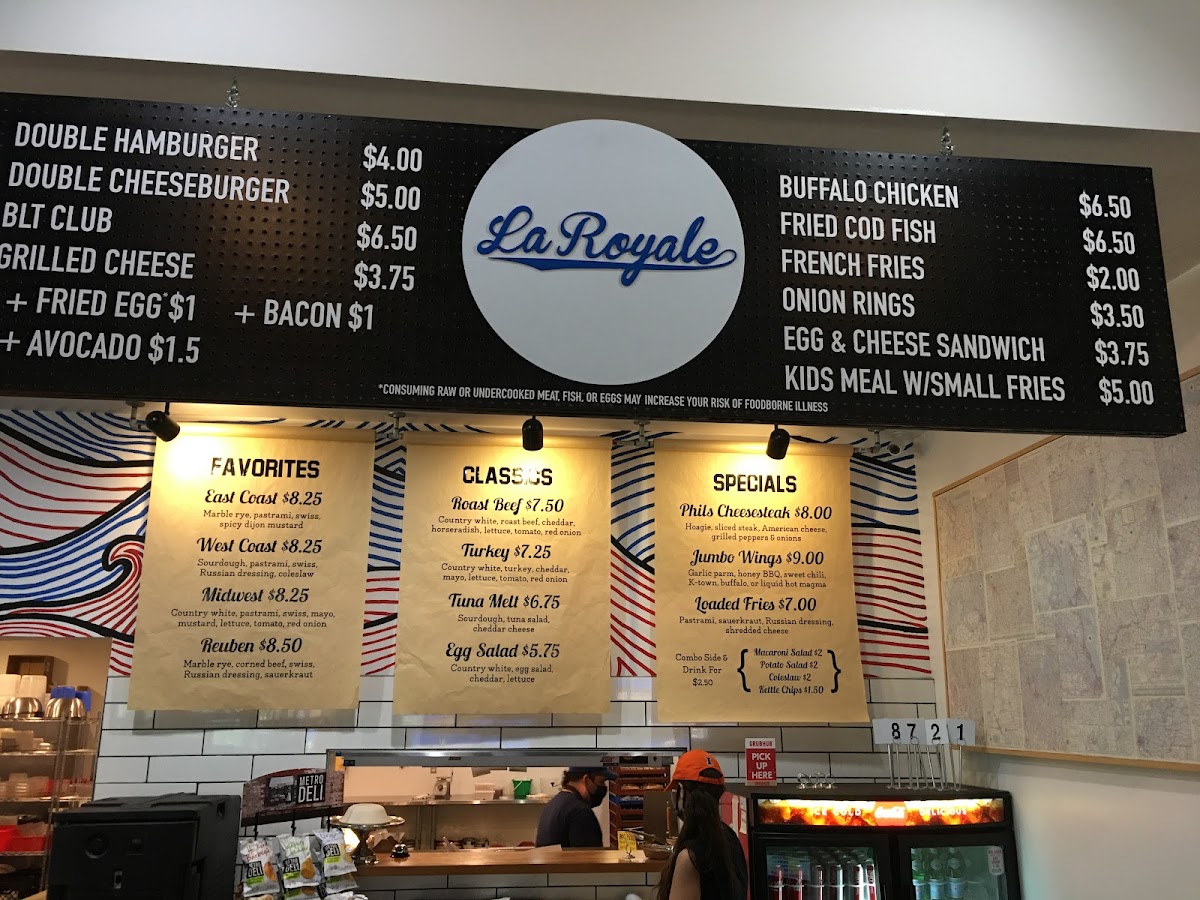 DOUBLE HAMBURGER $4.00
DOUBLE CHEESEBURGER $5.00
BLT CLUB $6.50
GRILLED CHEESE $3.75
+ FRIED EGG* $1 + BACON $1
+ AVOCADO $1.5
La Royale
BUFFALO CHICKEN $6.50
FRIED COD FISH $6.50
FRENCH FRIES $2.00
ONION RINGS $3.50
EGG & CHEESE SANDWICH $3.75
KIDS MEAL W/SMALL FRIES $5.00
*CONSUMING RAW OR UNDERCOOKED MEAT, FISH, OR EGGS MAY INCREASE YOUR RISK OF FOODBORNE ILLNESS
FAVORITES
East Coast $8.25
Marble rye, pastrami, swiss,
spicy dijon mustard
West Coast $8.25
Sourdough, pastrami, swiss,
Russian dressing, coleslaw
Midwest $8.25
Country white, pastrami, swiss, mayo,
mustard, lettuce, tomato, red onion
Reuben $8.50
Marble rye, corned beef, swiss,
Russian dressing, sauerkraut
CLASSICS
Roast Beef $7.50
Country white, roast beef, cheddar,
horseradish, lettuce, tomato, red onion
Turkey $7.25
Country white, turkey, cheddar,
mayo, lettuce, tomato, red onion
Tuna Melt $6.75
Sourdough, tuna salad,
cheddar cheese
Egg Salad $5.75
Country white, egg salad,
cheddar, lettuce
SPECIALS
Phils Cheesesteak $8.00
Hoagie, sliced steak, American cheese,
grilled peppers & onions
Jumbo Wings $9.00
Garlic parm, honey BBQ, sweet chili,
K-town, buffalo, or liquid hot magma
Loaded Fries $7.00
Pastrami, sauerkraut, Russian dressing,
shredded cheese
Combo Side &
Drink For
$2.50
Macaroni Salad $2
Potato Salad $2
Coleslaw $2
Kettle Chips $1.50
8 7 2 1
GRUBHUB
PICK
UP
HERE
METRO
DELI
ICE COLD Coca-Cola DELICIOUS